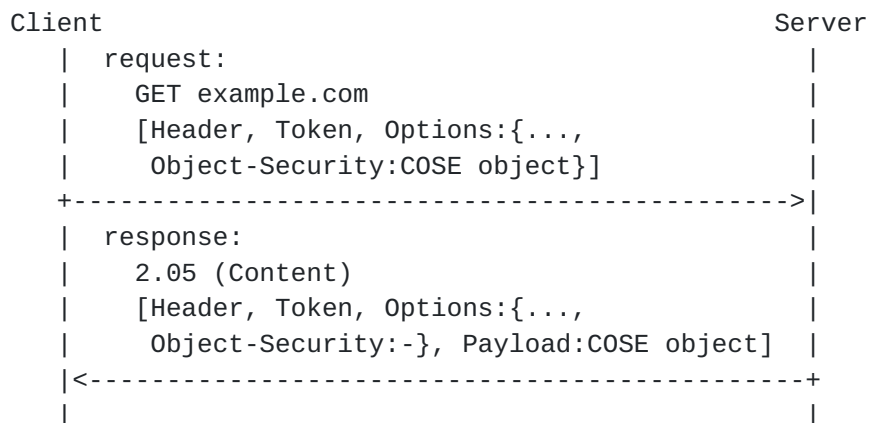 Client                                           Server
   |  request:                                     |
   |    GET example.com                            |
   |    [Header, Token, Options:{...,              |
   |     Object-Security:COSE object}]             |
   +---------------------------------------------->|
   |  response:                                    |
   |    2.05 (Content)                             |
   |    [Header, Token, Options:{...,              |
   |     Object-Security:-}, Payload:COSE object]  |
   |<----------------------------------------------+
   |                                               |